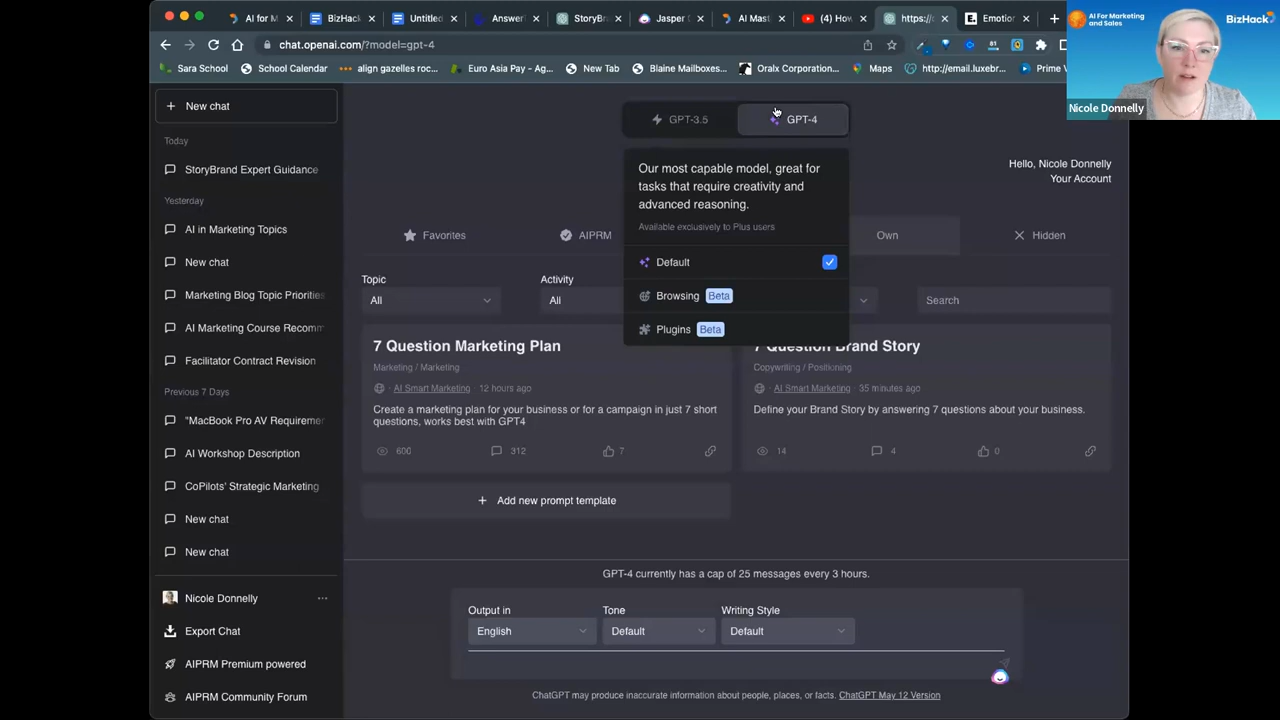 AI for M
BizHack
Untitled
Answer
StoryBra
Jasper
AI Mast
(4) How
https://
Emotion
chat.openai.com/?model=gpt-4
Sara School
School Calendar
align gazelles roc...
Euro Asia Pay - Ag...
New Tab
Blaine Mailboxes...
Oralx Corporation...
Maps
http://email.luxebr...
Prime V
AI For Marketing
and Sales
BizHack
Nicole Donnelly
New chat
Today
StoryBrand Expert Guidance
Yesterday
AI in Marketing Topics
New chat
Marketing Blog Topic Priorities
AI Marketing Course Recomm
Facilitator Contract Revision
Previous 7 Days
"MacBook Pro AV Requiremer
AI Workshop Description
CoPilots' Strategic Marketing
New chat
New chat
Nicole Donnelly
Export Chat
AIPRM Premium powered
AIPRM Community Forum
GPT-3.5
GPT-4
Our most capable model, great for
tasks that require creativity and
advanced reasoning.
Available exclusively to Plus users
Default
Browsing Beta
Plugins Beta
Hello, Nicole Donnelly
Your Account
Favorites
AIPRM
Own
Hidden
Topic
All
Activity
All
Search
7 Question Marketing Plan
Marketing / Marketing
AI Smart Marketing · 12 hours ago
Create a marketing plan for your business or for a campaign in just 7 short
questions, works best with GPT4
600
312
7
7 Question Brand Story
Copywriting / Positioning
AI Smart Marketing · 35 minutes ago
Define your Brand Story by answering 7 questions about your business.
14
4
0
+ Add new prompt template
GPT-4 currently has a cap of 25 messages every 3 hours.
Output in
English
Tone
Default
Writing Style
Default
ChatGPT may produce inaccurate information about people, places, or facts. ChatGPT May 12 Version